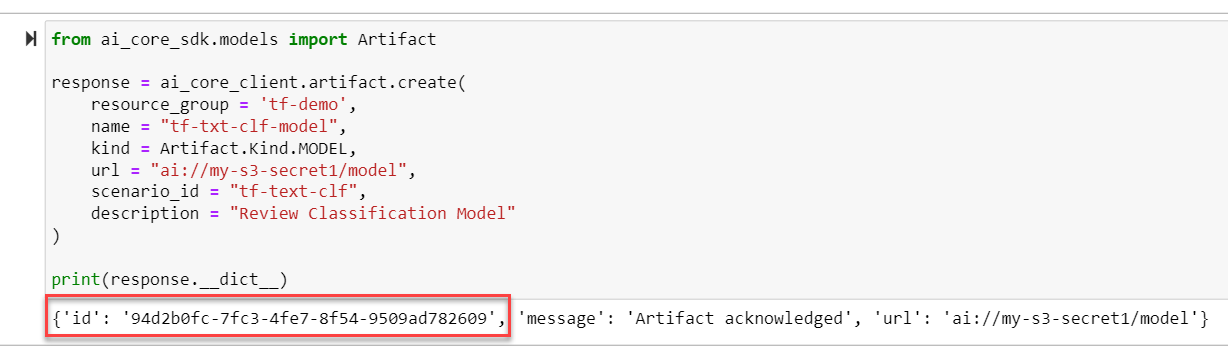 from ai_core_sdk.models import Artifact
response = ai_core_client.artifact.create(
    resource_group = 'tf-demo',
    name = "tf-txt-clf-model",
    kind = Artifact.Kind.MODEL,
    url = "ai://my-s3-secret1/model",
    scenario_id = "tf-text-clf",
    description = "Review Classification Model"
)
print(response.__dict__)
{'id': '94d2b0fc-7fc3-4fe7-8f54-9509ad782609', 'message': 'Artifact acknowledged', 'url': 'ai://my-s3-secret1/model'}